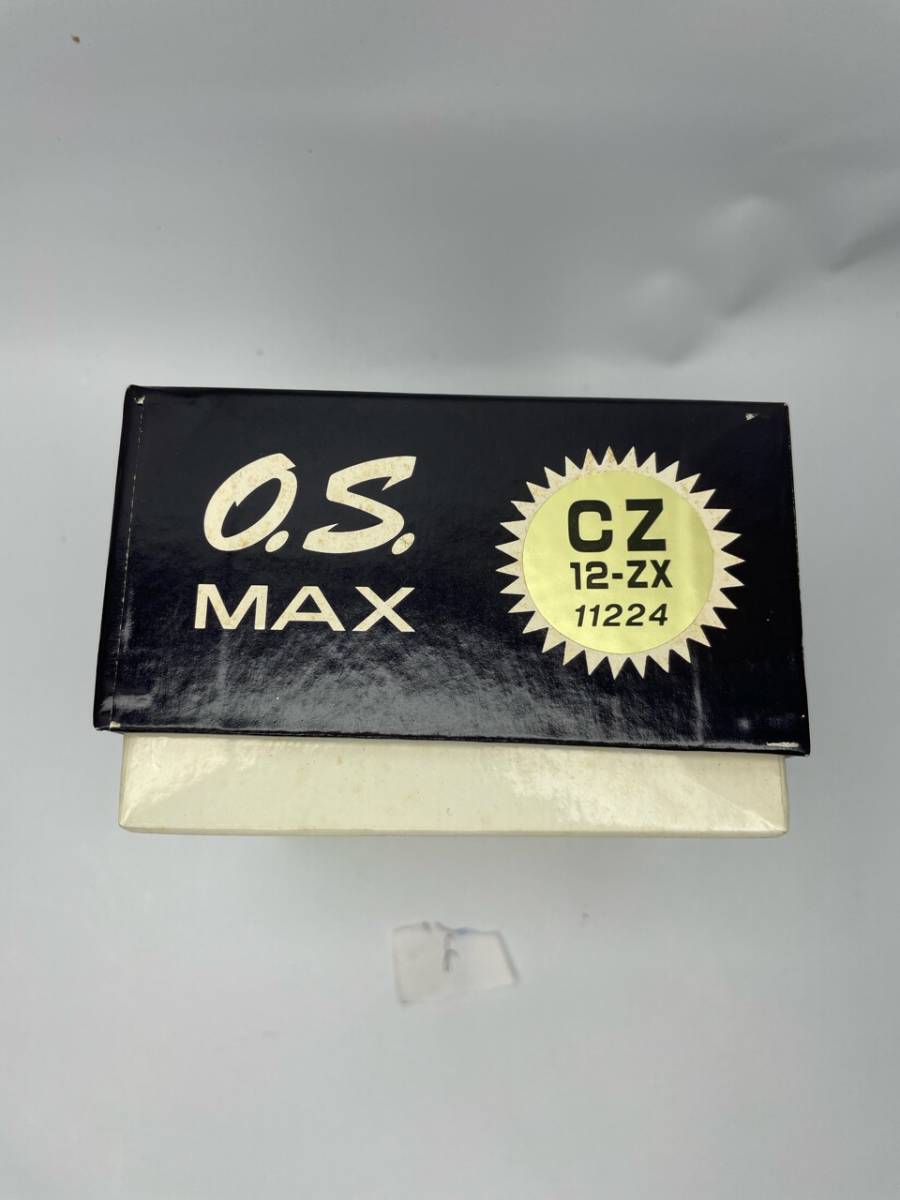 O.S.
MAX
CZ
12-ZX
11224